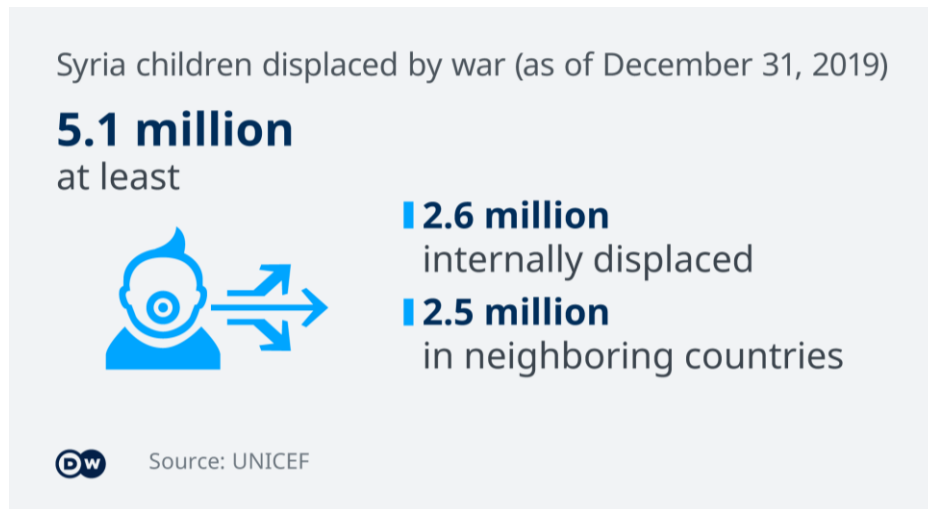 Syria children displaced by war (as of December 31, 2019)
5.1 million
at least
2.6 million
internally displaced
2.5 million
in neighboring countries
DW
Source: UNICEF